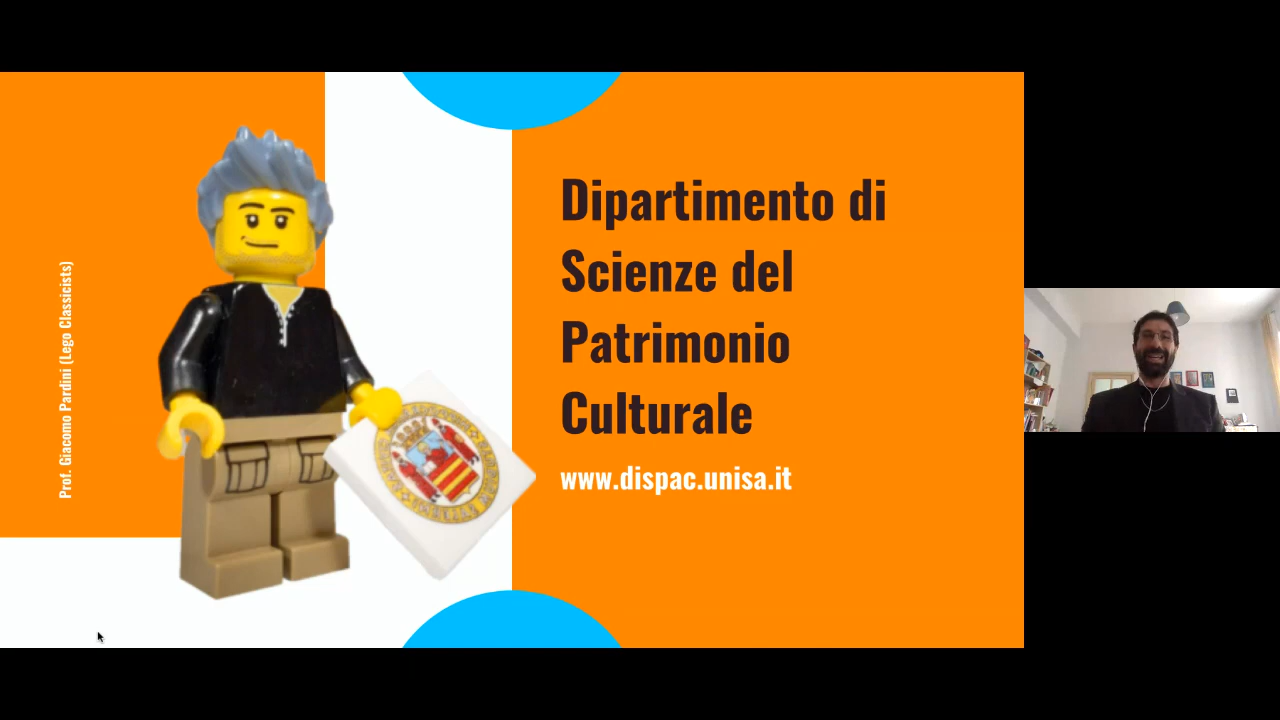 Prof. Giacomo Pardini (Lego Classicists)
Dipartimento di
Scienze del
Patrimonio
Culturale
www.dispac.unisa.it